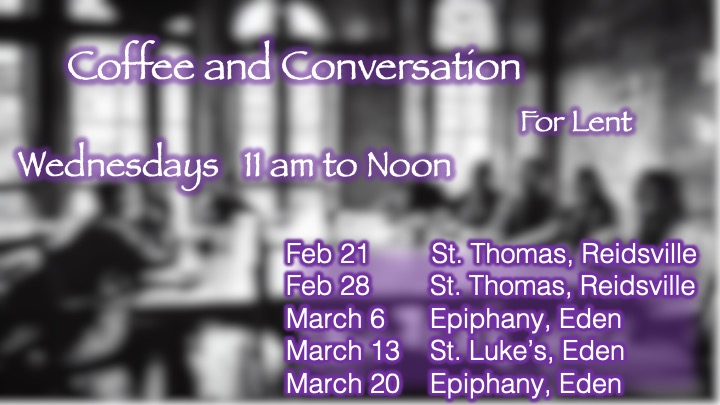 Coffee and Conversation
For Lent
Wednesdays 11 am to Noon
Feb 21 St. Thomas, Reidsville
Feb 28 St. Thomas, Reidsville
March 6 Epiphany, Eden
March 13 St. Luke’s, Eden
March 20 Epiphany, Eden